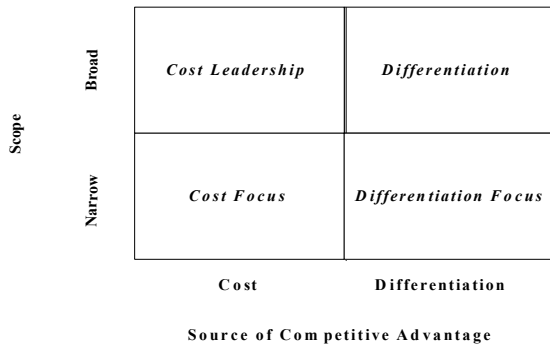 Scope
Broad
Cost Leadership
Differentiation
Narrow
Cost Focus
Differentiation Focus
Cost
Differentiation
Source of Competitive Advantage